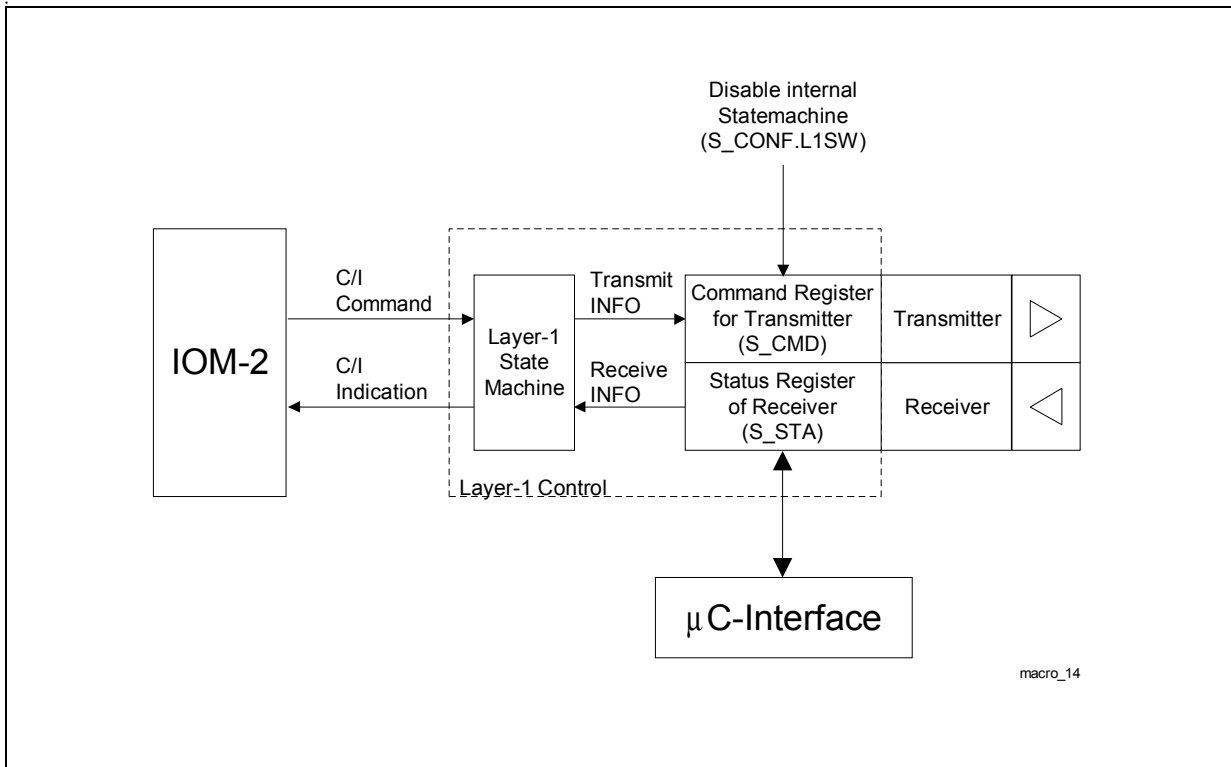 Disable internal
Statemachine
(S_CONF.L1SW)
IOM-2
C/I
Command
C/I
Indication
Layer-1
State
Machine
Transmit
INFO
Receive
INFO
Command Register
for Transmitter
(S_CMD)
Transmitter
Status Register
of Receiver
(S_STA)
Receiver
Layer-1 Control
μC-Interface
macro_14